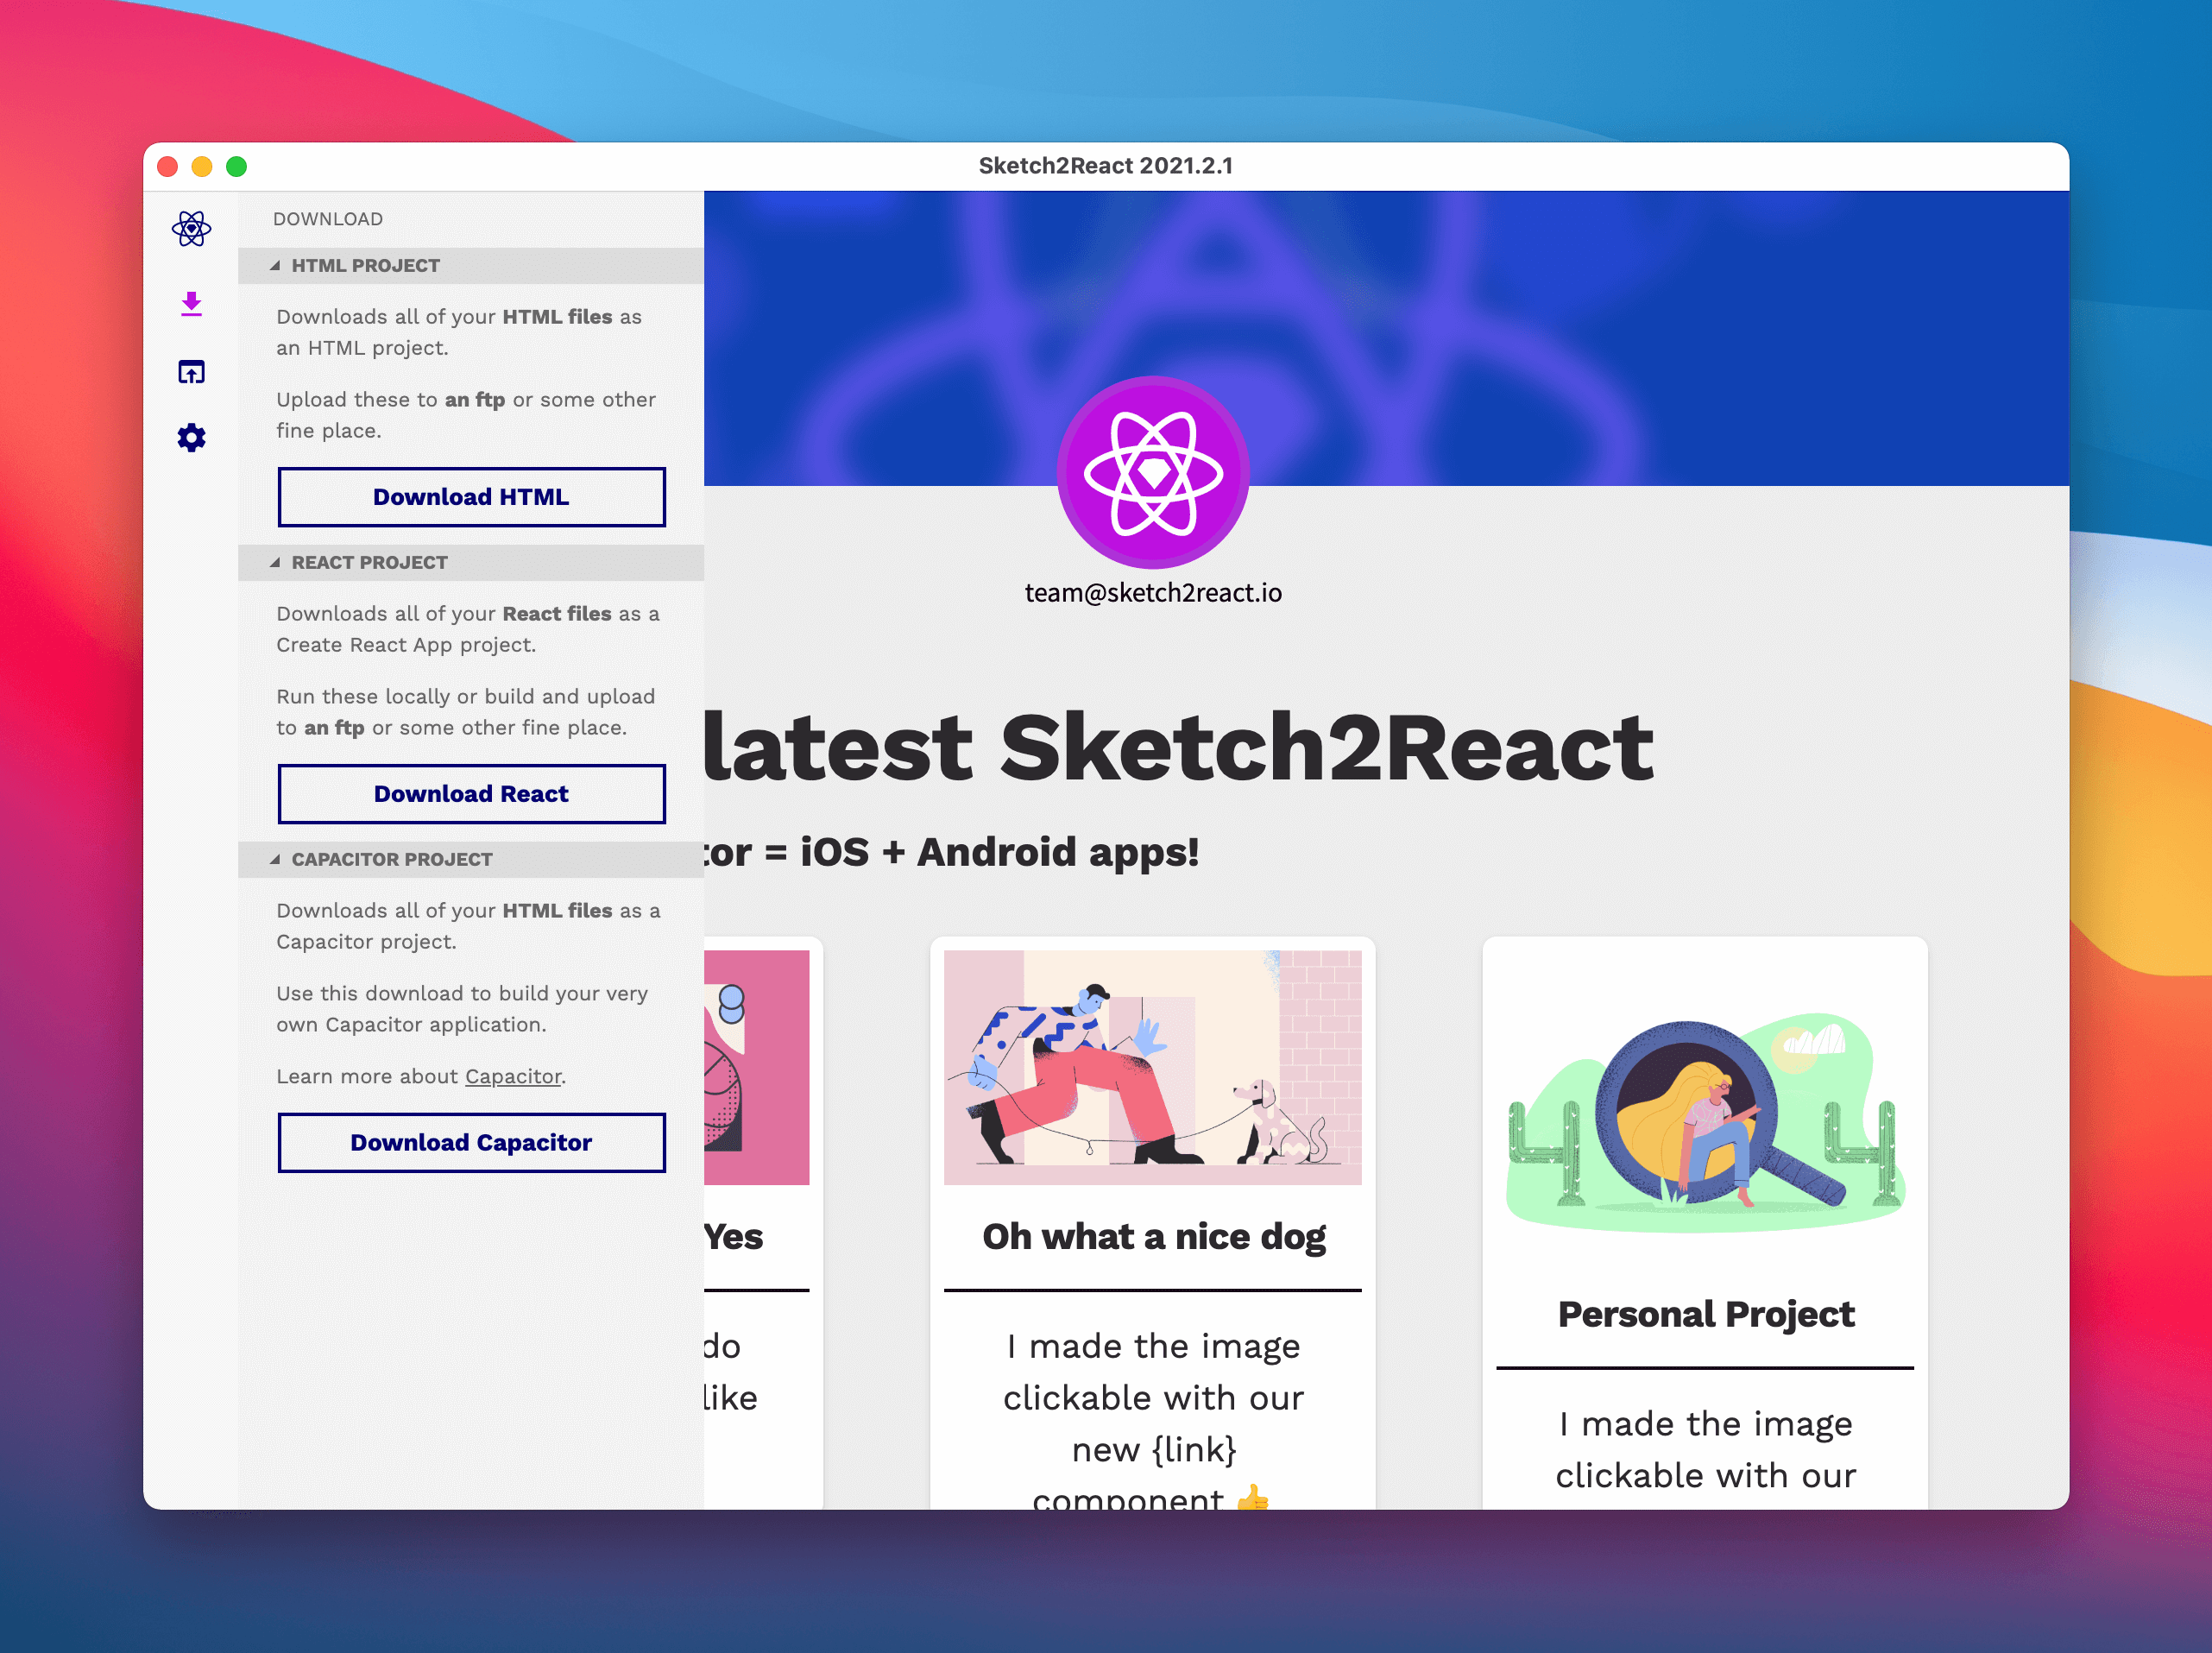 Sketch2React 2021.2.1
DOWNLOAD
HTML PROJECT
Downloads all of your HTML files as
an HTML project.
Upload these to an ftp or some other
fine place.
Download HTML
REACT PROJECT
Downloads all of your React files as a
Create React App project.
Run these locally or build and upload
to an ftp or some other fine place.
Download React
CAPACITOR PROJECT
Downloads all of your HTML files as a
Capacitor project.
Use this download to build your very
own Capacitor application.
Learn more about Capacitor.
Download Capacitor
team@sketch2react.io
latest Sketch2React
tor = iOS + Android apps!
Yes
do
like
Oh what a nice dog
I made the image
clickable with our
new {link}
component 👍
Personal Project
I made the image
clickable with our